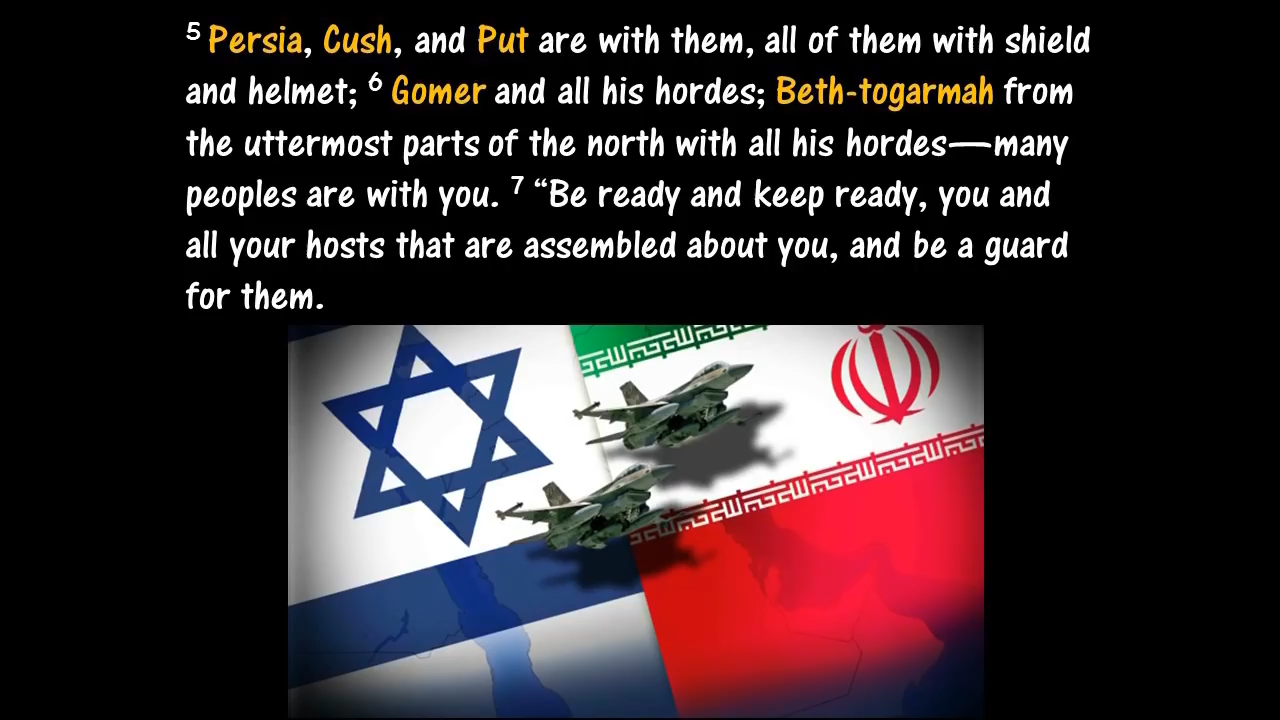 ⁵ Persia, Cush, and Put are with them, all of them with shield
and helmet; ⁶ Gomer and all his hordes; Beth-togarmah from
the uttermost parts of the north with all his hordes—many
peoples are with you. ⁷ “Be ready and keep ready, you and
all your hosts that are assembled about you, and be a guard
for them.